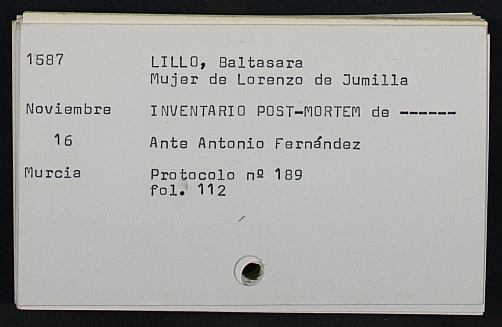 1587 LILLO, Baltasara
Mujer de Lorenzo de Jumilla
Noviembre INVENTARIO POST-MORTEM de ------
16 Ante Antonio Fernández
Murcia Protocolo nº 189
fol. 112